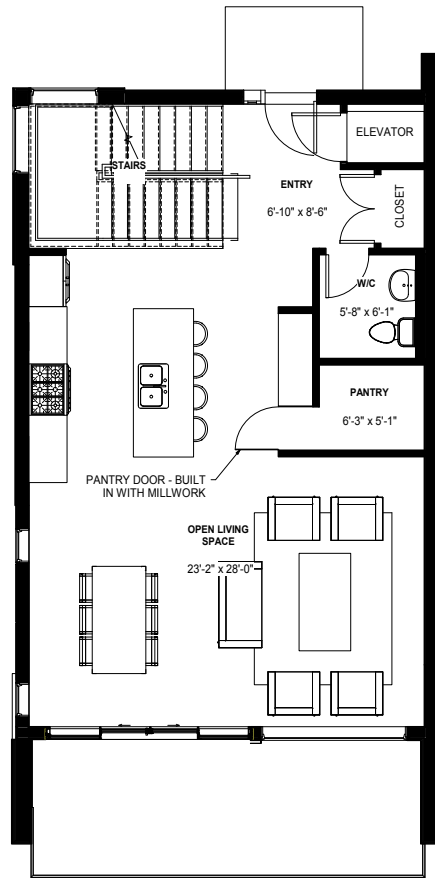 ELEVATOR
STAIRS
ENTRY
6'-10" x 8'-6"
CLOSET
W/C
5'-8" x 6'-1"
PANTRY
6'-3" x 5'-1"
PANTRY DOOR - BUILT
IN WITH MILLWORK
OPEN LIVING
SPACE
23'-2" x 28'-0"